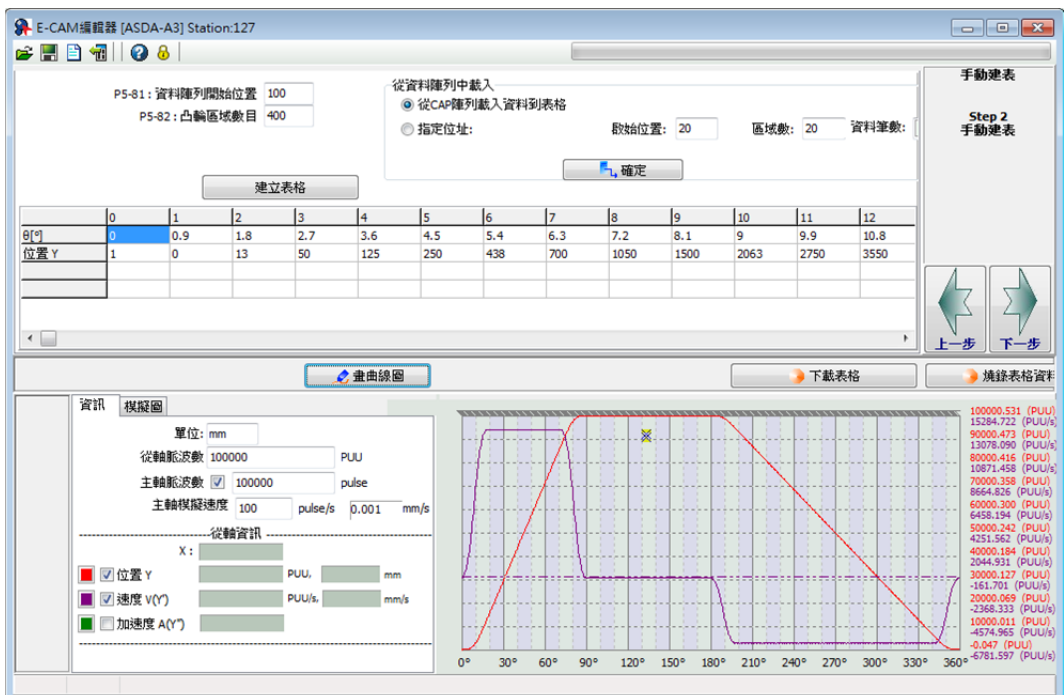 E-CAM編輯器 [ASDA-A3] Station:127
P5-81 : 資料陣列開始位置 100
P5-82 : 凸輪區域數目 400
建立表格
從資料陣列中載入
從CAP陣列載入資料到表格
指定位址: 啟始位置: 20 區域數: 20 資料筆數:
確定
手動建表
Step 2
手動建表
0 1 2 3 4 5 6 7 8 9 10 11 12
θ[°] 0 0.9 1.8 2.7 3.6 4.5 5.4 6.3 7.2 8.1 9 9.9 10.8
位置 Y 1 0 13 50 125 250 438 700 1050 1500 2063 2750 3550
上一步 下一步
畫曲線圖 下載表格 燒錄表格資料
資訊 模擬圖
單位: mm
從軸脈波數 100000 PUU
主軸脈波數 100000 pulse
主軸模擬速度 100 pulse/s 0.001 mm/s
從軸資訊
X :
位置 Y PUU, mm
速度 V(Y') PUU/s, mm/s
加速度 A(Y")
100000.531 (PUU)
15284.722 (PUU/s)
90000.473 (PUU)
13078.090 (PUU/s)
80000.416 (PUU)
10871.458 (PUU/s)
70000.358 (PUU)
8664.826 (PUU/s)
60000.300 (PUU)
6458.194 (PUU/s)
50000.242 (PUU)
4251.562 (PUU/s)
40000.184 (PUU)
2044.931 (PUU/s)
30000.127 (PUU)
-161.701 (PUU/s)
20000.069 (PUU)
-2368.333 (PUU/s)
10000.011 (PUU)
-4574.965 (PUU/s)
-0.047 (PUU)
-6781.597 (PUU/s)
0° 30° 60° 90° 120° 150° 180° 210° 240° 270° 300° 330° 360°